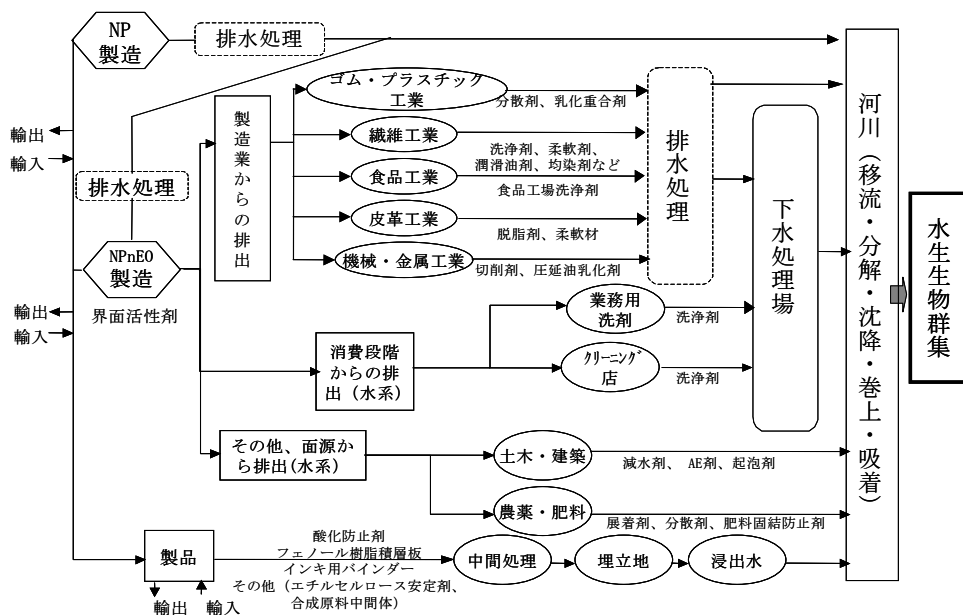 NP
製造
排水処理
輸出
輸入
排水処理
NPnEO
製造
界面活性剤
輸出
輸入
製造業からの排出
ゴム・プラスチック
工業
分散剤、乳化重合剤
繊維工業
洗浄剤、柔軟剤、
潤滑油剤、均染剤など
食品工業
食品工場洗浄剤
皮革工業
脱脂剤、柔軟材
機械・金属工業
切削剤、圧延油乳化剤
排水処理
消費段階
からの排
出（水系）
業務用
洗剤
洗浄剤
クリーニング
店
洗浄剤
下水処理場
その他、面源か
ら排出(水系)
土木・建築
減水剤、 AE剤、起泡剤
農薬・肥料
展着剤、分散剤、肥料固結防止剤
製品
輸出
輸入
酸化防止剤
フェノール樹脂積層板
インキ用バインダー
その他（エチルセルロース安定剤、
合成原料中間体）
中間処理
埋立地
浸出水
河川（移流・分解・沈降・巻上・吸着）
水生生物群集